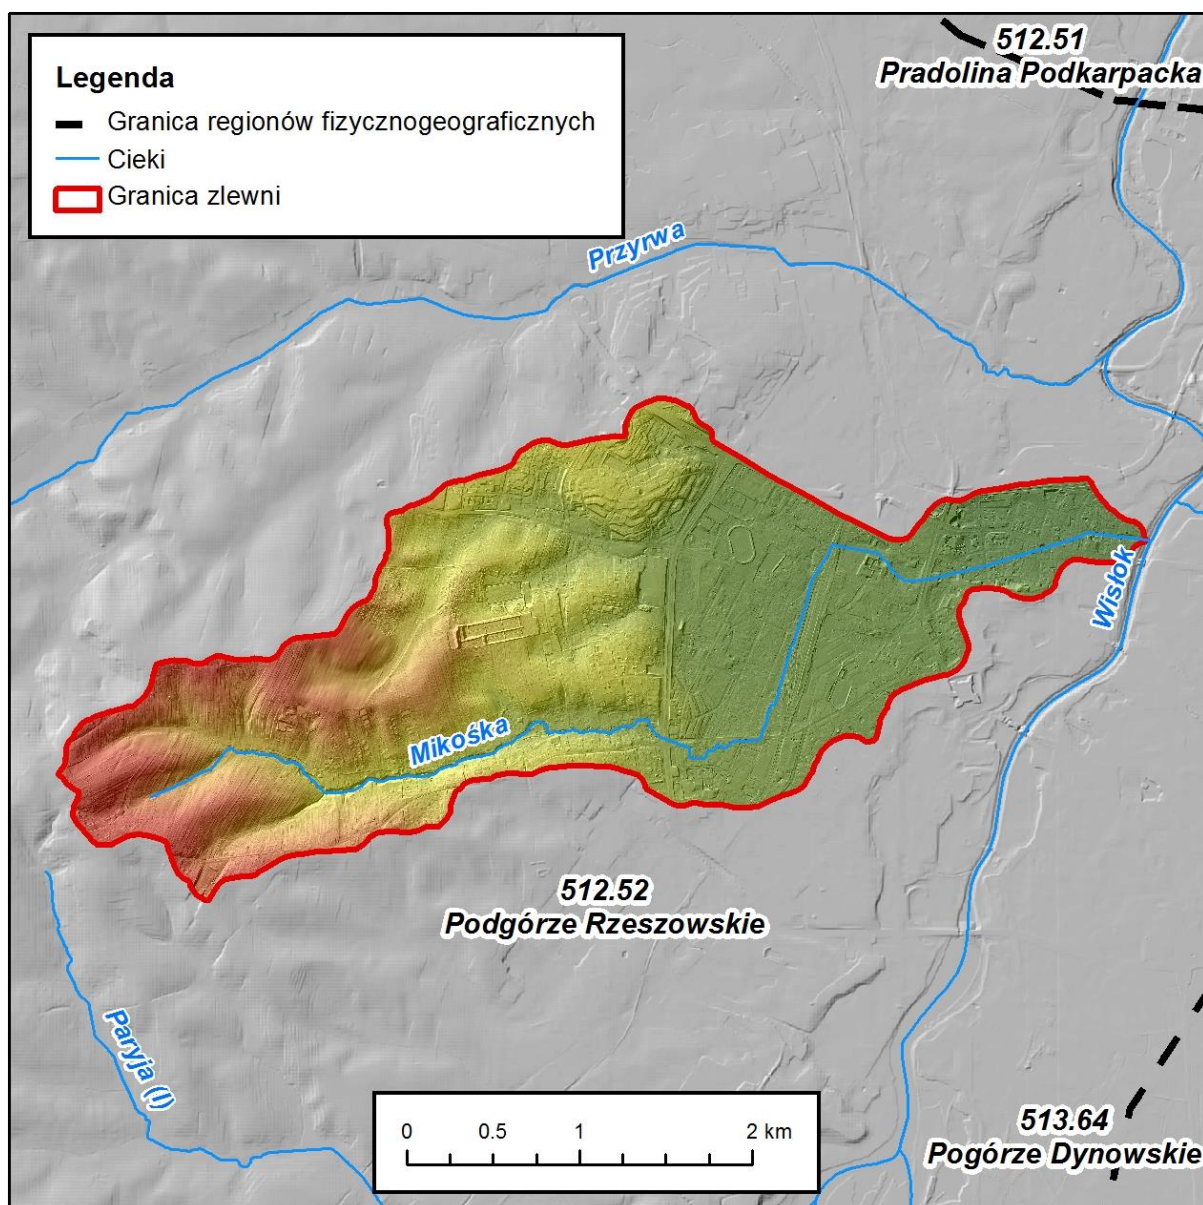 512.51
Pradolina Podkarpacka
Legenda
Granica regionów fizycznogeograficznych
Cieki
Granica zlewni
Przyrwa
Wisłok
Mikośka
512.52
Podgórze Rzeszowskie
Paryja (I)
0 0.5 1 2 km
513.64
Pogórze Dynowskie